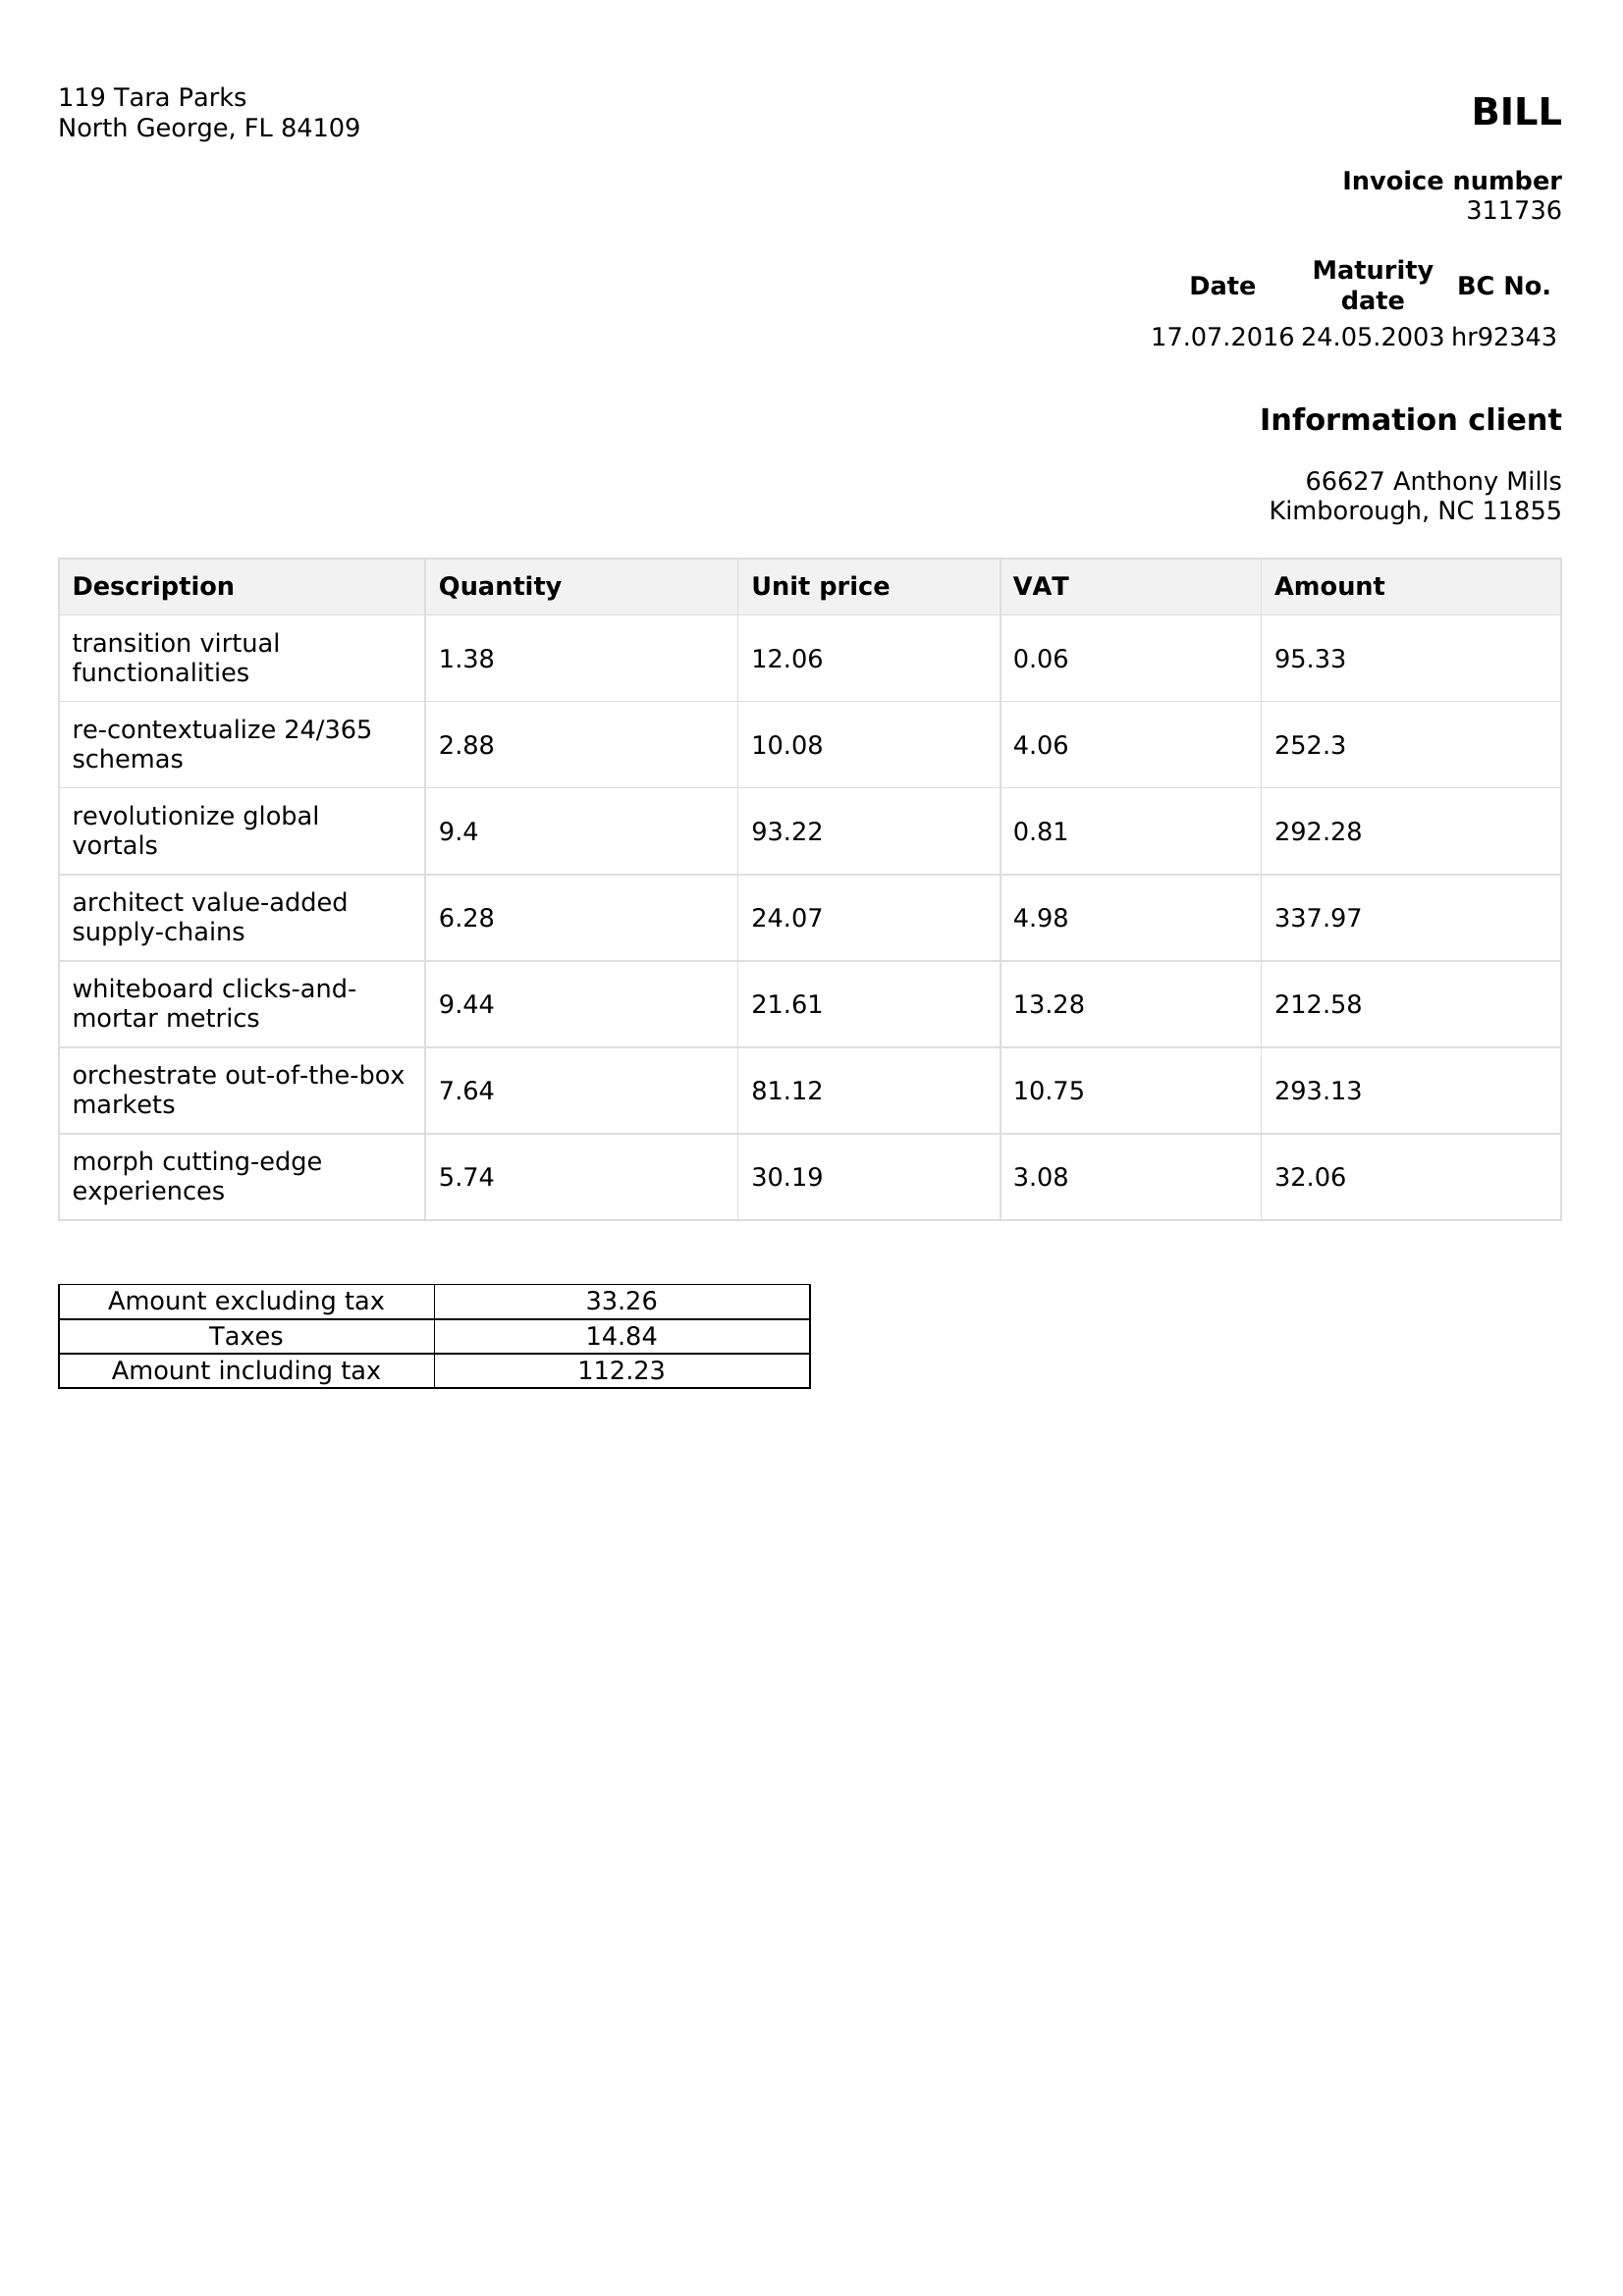 119 Tara Parks
North George, FL 84109
BILL
Invoice number
311736
Date Maturity date BC No.
17.07.2016 24.05.2003 hr92343
Information client
66627 Anthony Mills
Kimborough, NC 11855
Description Quantity Unit price VAT Amount
transition virtual
functionalities 1.38 12.06 0.06 95.33
re-contextualize 24/365
schemas 2.88 10.08 4.06 252.3
revolutionize global
vortals 9.4 93.22 0.81 292.28
architect value-added
supply-chains 6.28 24.07 4.98 337.97
whiteboard clicks-and-
mortar metrics 9.44 21.61 13.28 212.58
orchestrate out-of-the-box
markets 7.64 81.12 10.75 293.13
morph cutting-edge
experiences 5.74 30.19 3.08 32.06
Amount excluding tax 33.26
Taxes 14.84
Amount including tax 112.23